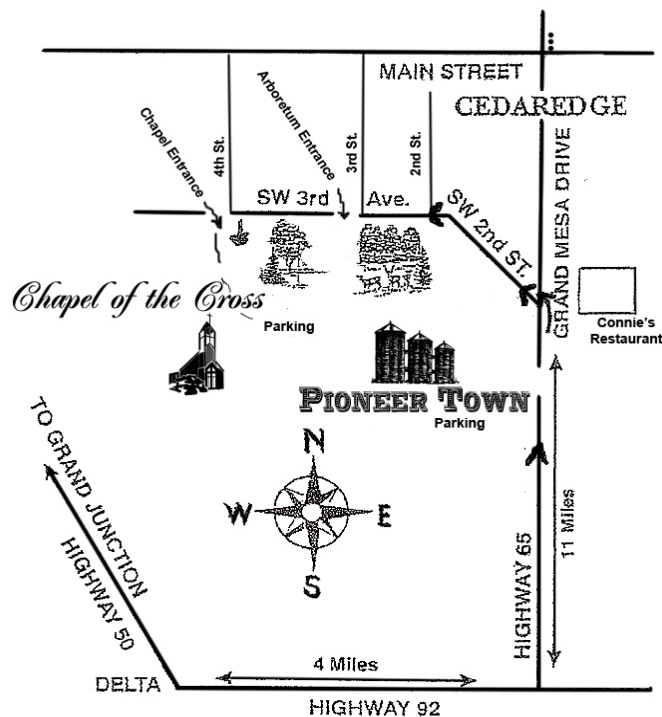 MAIN STREET
CEDAREDGE
Chapel Entrance
4th St.
Arboretum Entrance
3rd St.
2nd St.
SW 3rd Ave.
SW 2nd ST.
GRAND MESA DRIVE
Chapel of the Cross
Parking
Connie's
Restaurant
PIONEER TOWN
Parking
N
W E
S
TO GRAND JUNCTION
HIGHWAY 50
HIGHWAY 65
11 Miles
4 Miles
DELTA
HIGHWAY 92